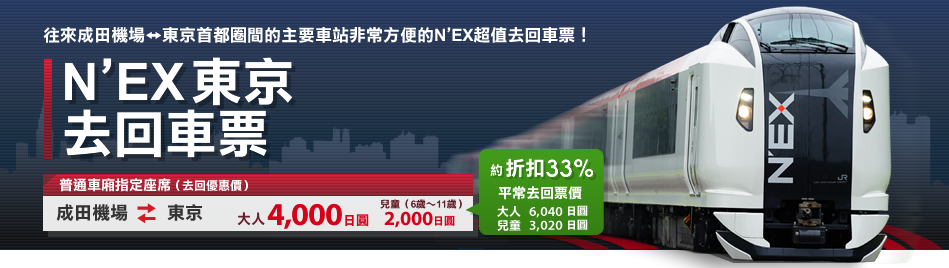 往來成田機場⇔東京首都圈間的主要車站非常方便的N'EX超值去回車票！
N'EX 東京
去回車票
普通車廂指定座席（去回優惠價）
成田機場 ⇄ 東京
大人 4,000日圓
兒童（6歲～11歲）
2,000日圓
約 折扣33%
平常去回票價
大人 6,040 日圓
兒童 3,020 日圓
N'EX
JR